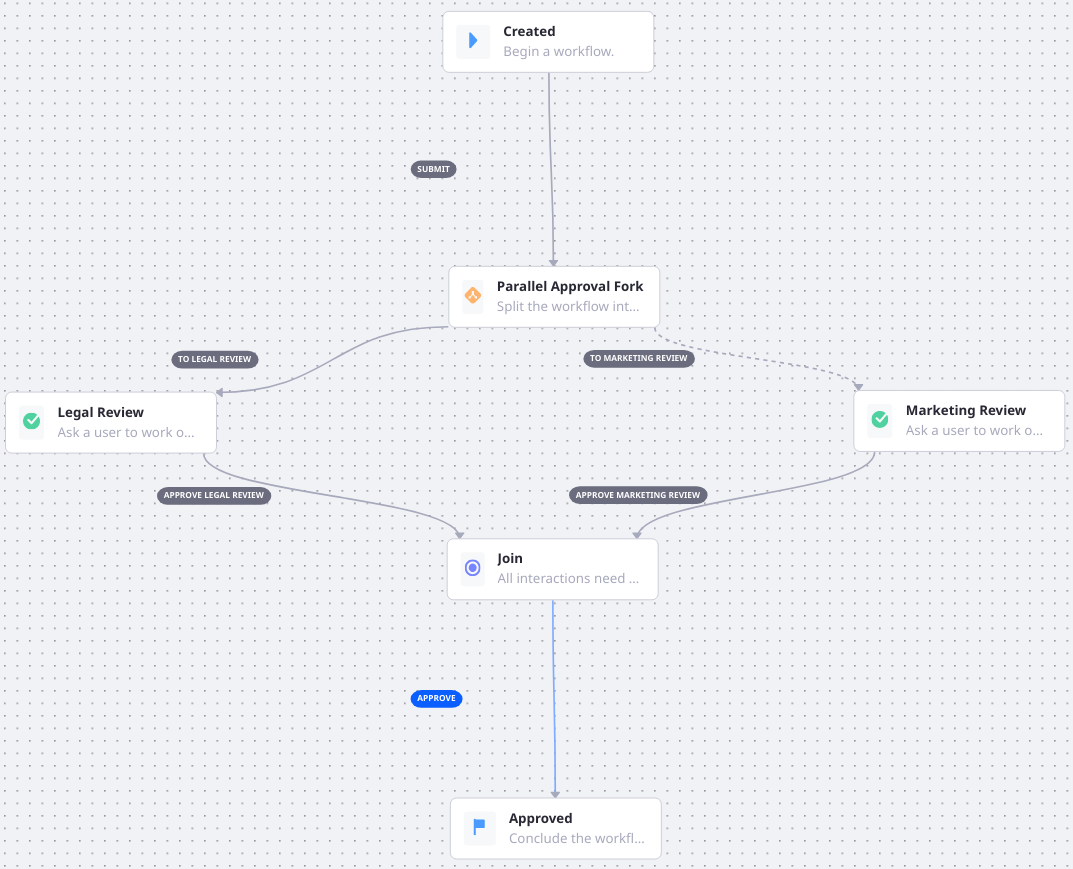 Created
Begin a workflow.
SUBMIT
Parallel Approval Fork
Split the workflow int...
TO LEGAL REVIEW
TO MARKETING REVIEW
Legal Review
Ask a user to work o...
Marketing Review
Ask a user to work o...
APPROVE LEGAL REVIEW
APPROVE MARKETING REVIEW
Join
All interactions need ...
APPROVE
Approved
Conclude the workfl...